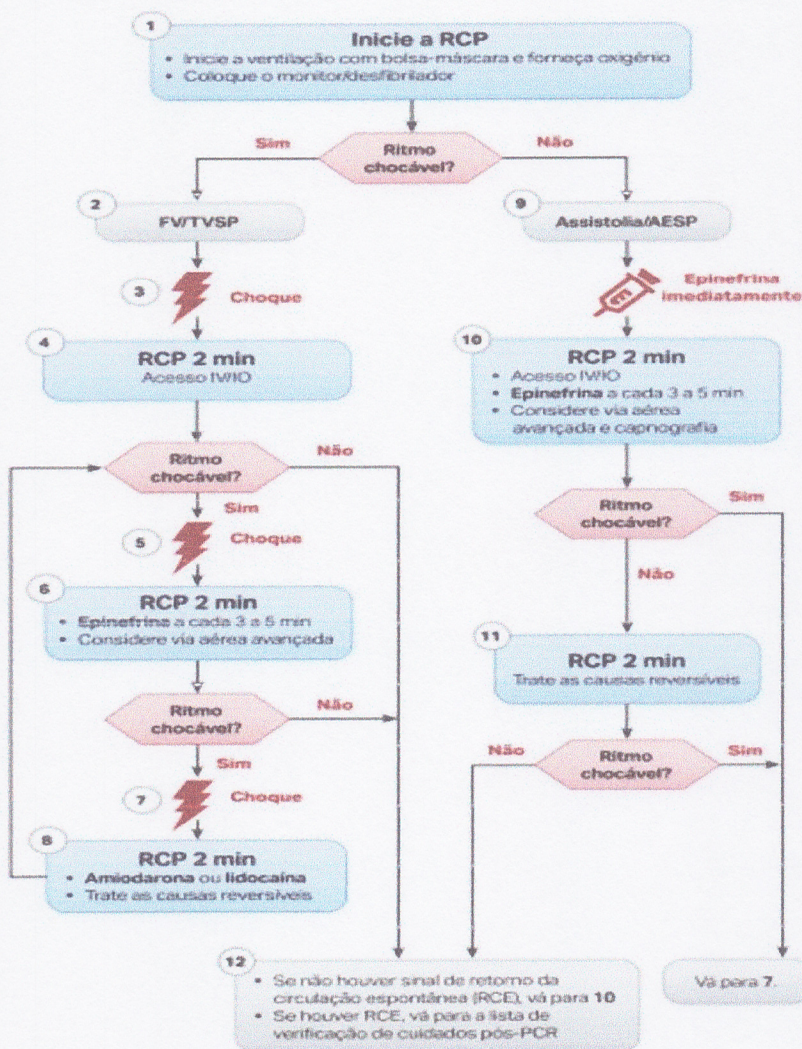 1
Inicie a RCP
• Inicie a ventilação com bolsa-máscara e forneça oxigênio
• Coloque o monitor/desfibrilador
Sim
Ritmo
chocável?
Não
2
FV/TVSP
9
Assistolia/AESP
3
Choque
Epinefrina
imediatamente
4
RCP 2 min
Acesso IV/IO
10
RCP 2 min
• Acesso IV/IO
• Epinefrina a cada 3 a 5 min
• Considere via aérea
avançada e capnografia
Ritmo
chocável?
Não
Sim
5
Choque
Ritmo
chocável?
Sim
Não
6
RCP 2 min
• Epinefrina a cada 3 a 5 min
• Considere via aérea avançada
11
RCP 2 min
Trate as causas reversíveis
Ritmo
chocável?
Não
Sim
Não
Ritmo
chocável?
Sim
7
Choque
8
RCP 2 min
• Amiodarona ou lidocaína
• Trate as causas reversíveis
12
• Se não houver sinal de retorno da
circulação espontânea (RCE), vá para 10
• Se houver RCE, vá para a lista de
verificação de cuidados pós-PCR
Vá para 7.